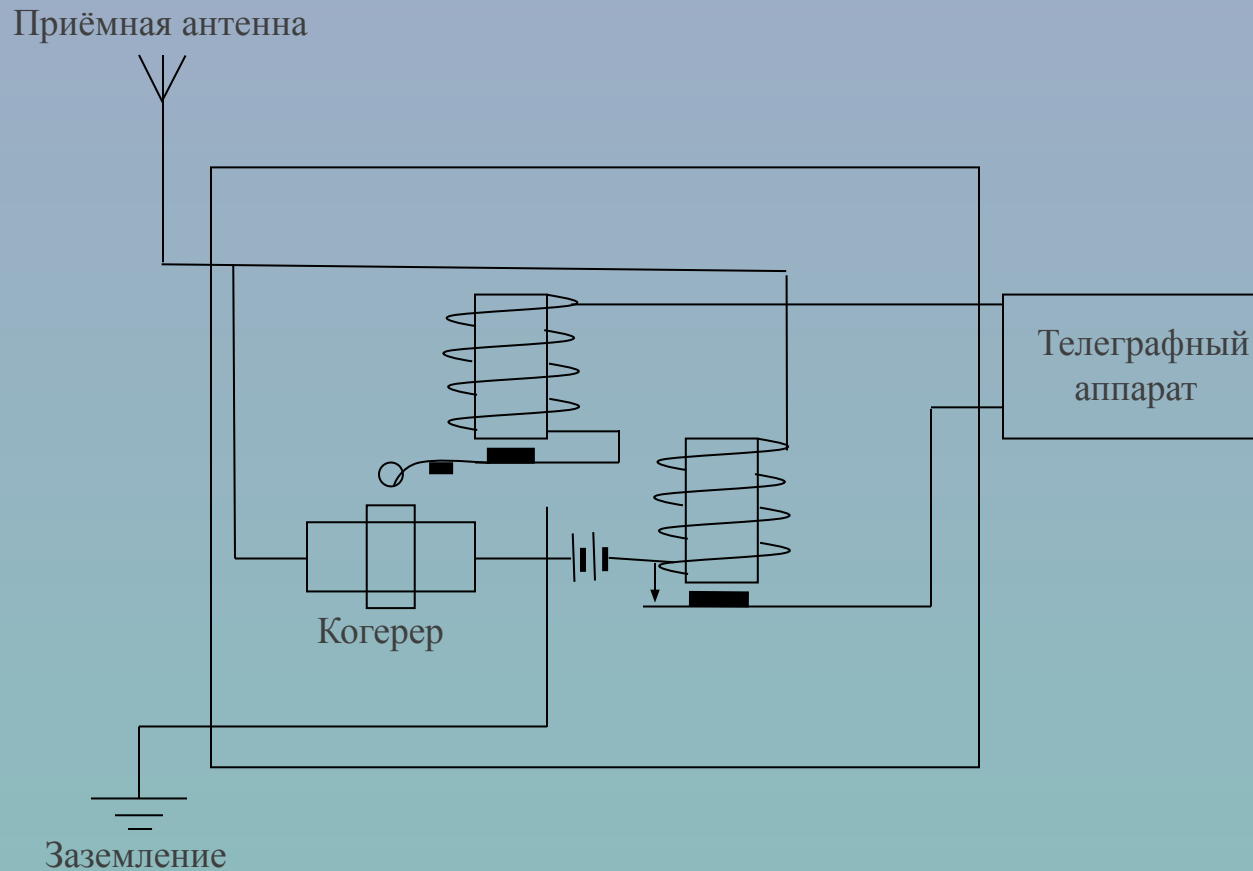 Приёмная антенна
Телеграфный
аппарат
Когерер
Заземление